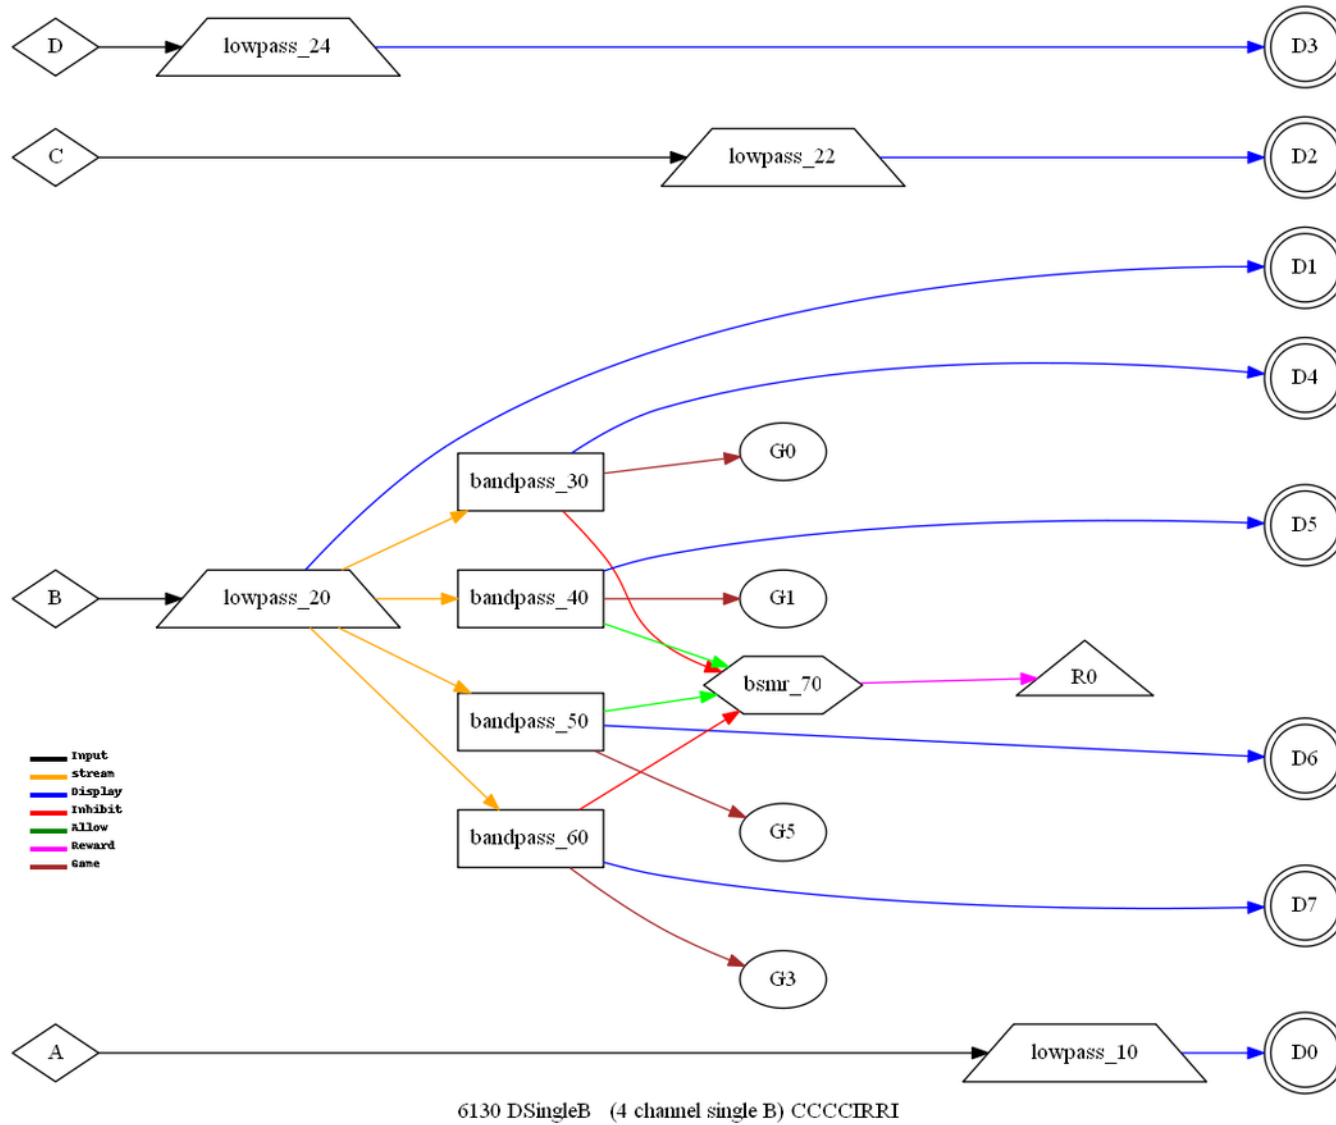 D
lowpass_24
D3
C
lowpass_22
D2
D1
D4
G0
bandpass_30
D5
B
lowpass_20
bandpass_40
G1
bsmr_70
R0
bandpass_50
D6
Input
stream
Display
Inhibit
Allow
Reward
Game
bandpass_60
G5
D7
G3
A
lowpass_10
D0
6130 DSingleB (4 channel single B) CCCCIRRI